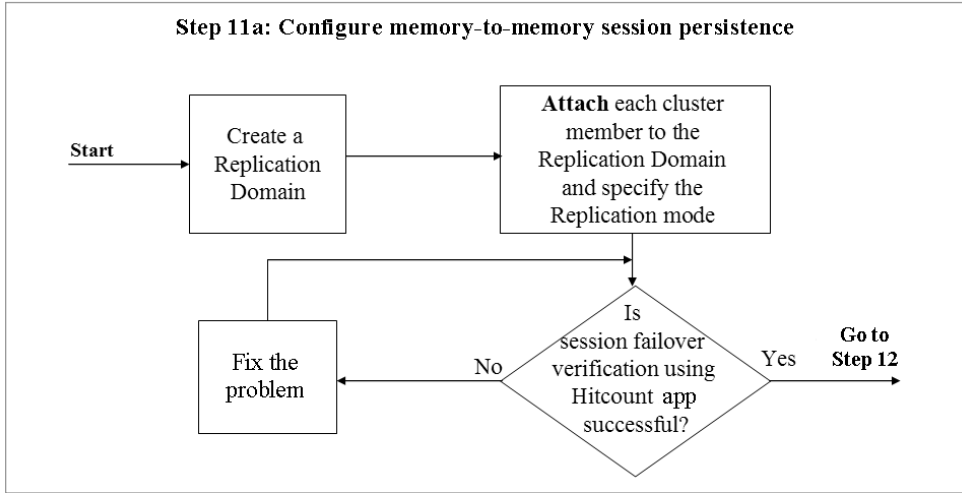 Step 11a: Configure memory-to-memory session persistence
Start
Create a
Replication
Domain
Attach each cluster
member to the
Replication Domain
and specify the
Replication mode
Is
session failover
verification using
Hitcount app
successful?
No
Fix the
problem
Yes
Go to
Step 12